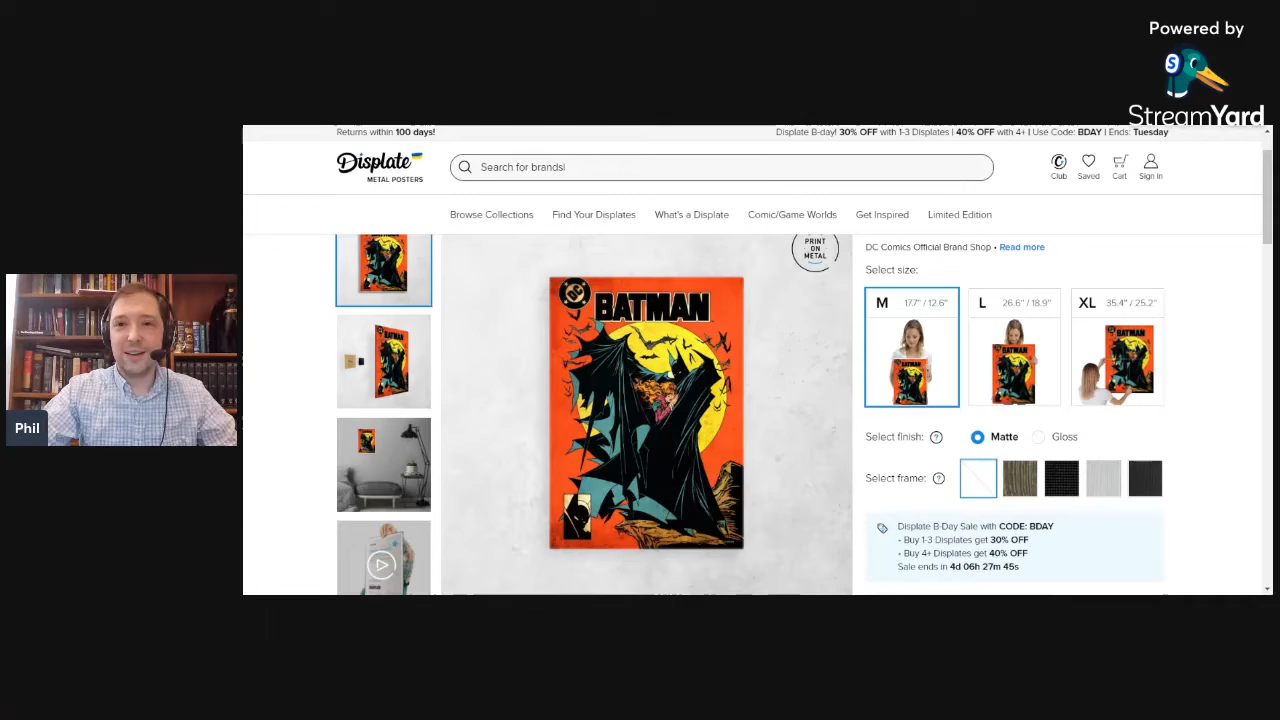 Powered by
S
StreamYard
Returns within 100 days!
Displate B-day! 30% OFF with 1-3 Displates | 40% OFF with 4+ | Use Code: BDAY | Ends: Tuesday
Displate
METAL POSTERS
Search for brands|
Club
Saved
Cart
Sign In
Browse Collections
Find Your Displates
What's a Displate
Comic/Game Worlds
Get Inspired
Limited Edition
PRINT
ON
METAL
DC
BATMAN
DC Comics Official Brand Shop • Read more
Select size:
M 17.7" / 12.6"
L 26.6" / 18.9"
XL 35.4" / 25.2"
Select finish: ? Matte Gloss
Select frame: ?
Displate B-Day Sale with CODE: BDAY
• Buy 1-3 Displates get 30% OFF
• Buy 4+ Displates get 40% OFF
Sale ends in 4d 06h 27m 45s
Phil